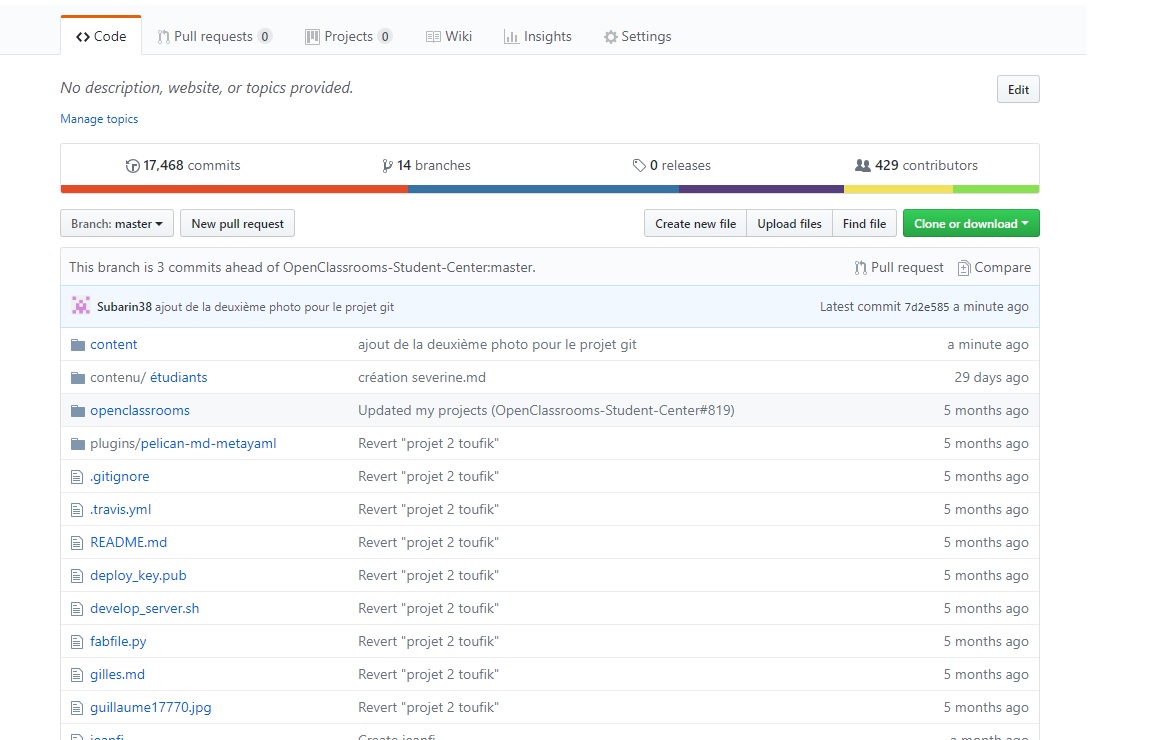 Code Pull requests 0 Projects 0 Wiki Insights Settings
No description, website, or topics provided. Edit
Manage topics
17,468 commits 14 branches 0 releases 429 contributors
Branch: master New pull request Create new file Upload files Find file Clone or download
This branch is 3 commits ahead of OpenClassrooms-Student-Center:master. Pull request Compare
Subarin38 ajout de la deuxième photo pour le projet git Latest commit 7d2e585 a minute ago
content ajout de la deuxième photo pour le projet git a minute ago
contenu/ étudiants création severine.md 29 days ago
openclassrooms Updated my projects (OpenClassrooms-Student-Center#819) 5 months ago
plugins/pelican-md-metayaml Revert "projet 2 toufik" 5 months ago
.gitignore Revert "projet 2 toufik" 5 months ago
.travis.yml Revert "projet 2 toufik" 5 months ago
README.md Revert "projet 2 toufik" 5 months ago
deploy_key.pub Revert "projet 2 toufik" 5 months ago
develop_server.sh Revert "projet 2 toufik" 5 months ago
fabfile.py Revert "projet 2 toufik" 5 months ago
gilles.md Revert "projet 2 toufik" 5 months ago
guillaume17770.jpg Revert "projet 2 toufik" 5 months ago
jeanfi Create jeanfi a month ago